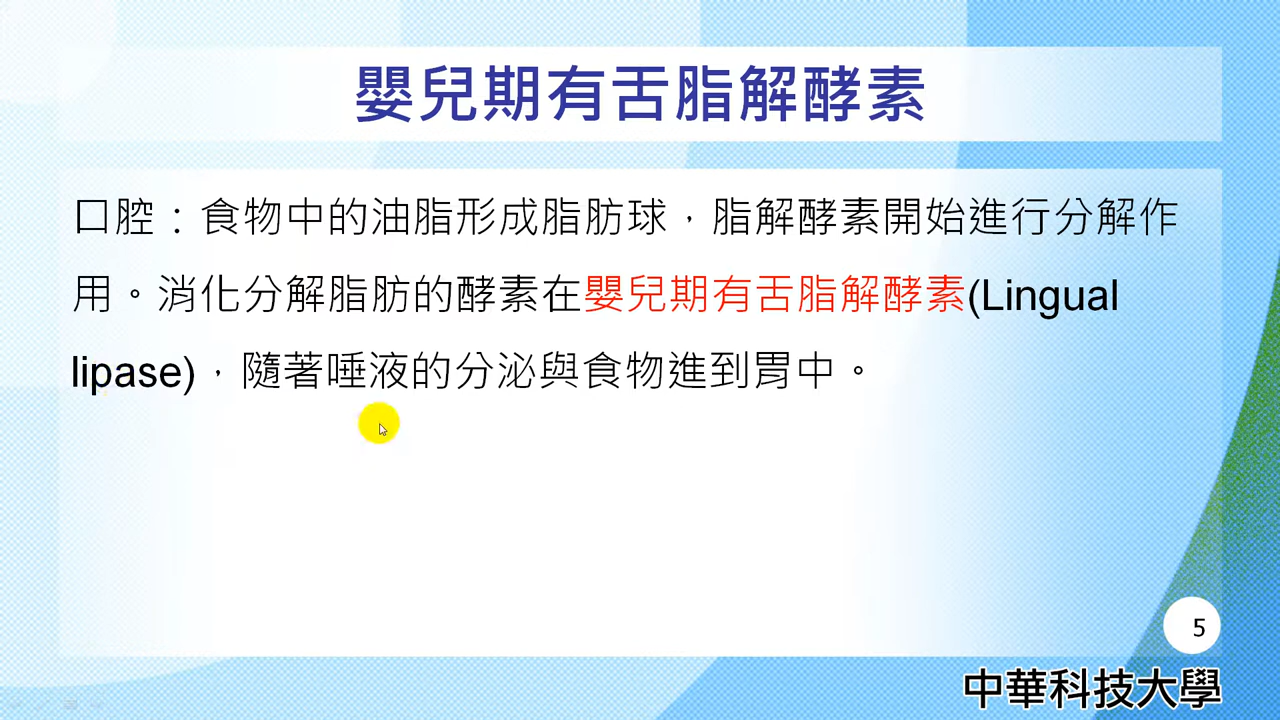 嬰兒期有舌脂解酵素
口腔：食物中的油脂形成脂肪球，脂解酵素開始進行分解作
用。消化分解脂肪的酵素在嬰兒期有舌脂解酵素(Lingual
lipase)，隨著唾液的分泌與食物進到胃中。
5
中華科技大學